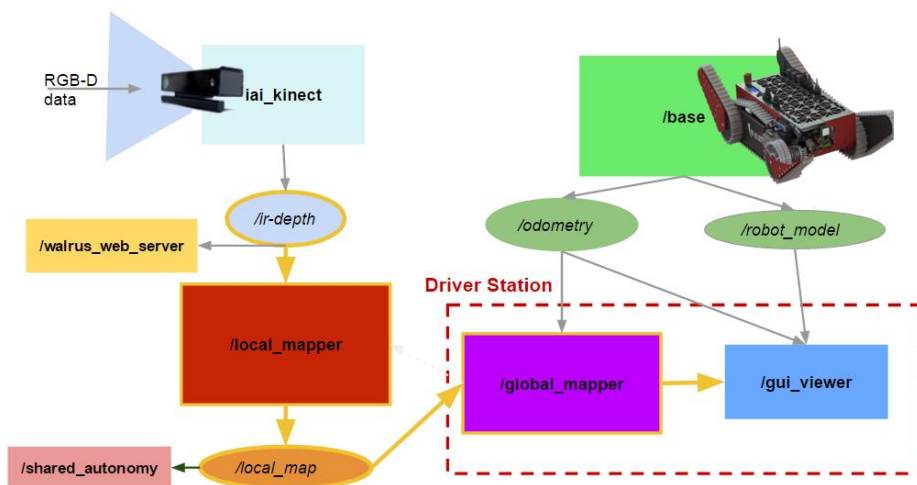 RGB-D
data
iai_kinect
/base
/ir-depth
/odometry
/robot_model
/walrus_web_server
Driver Station
/local_mapper
/global_mapper
/gui_viewer
/shared_autonomy
/local_map